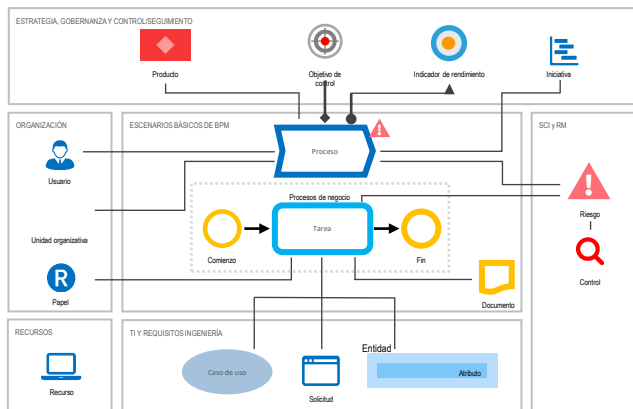 ESTRATEGIA, GOBERNANZA Y CONTROL/SEGUIMIENTO
Producto
Objetivo de
control
Indicador de rendimiento
Iniciativa
ORGANIZACIÓN
ESCENARIOS BÁSICOS DE BPM
SCI y RM
Proceso
Usuario
Procesos de negocio
Riesgo
Tarea
Unidad organizativa
Comienzo
Fin
Control
R
Papel
Documento
RECURSOS
TI Y REQUISITOS INGENIERÍA
Entidad
Caso de uso
Atributo
Recurso
Solicitud